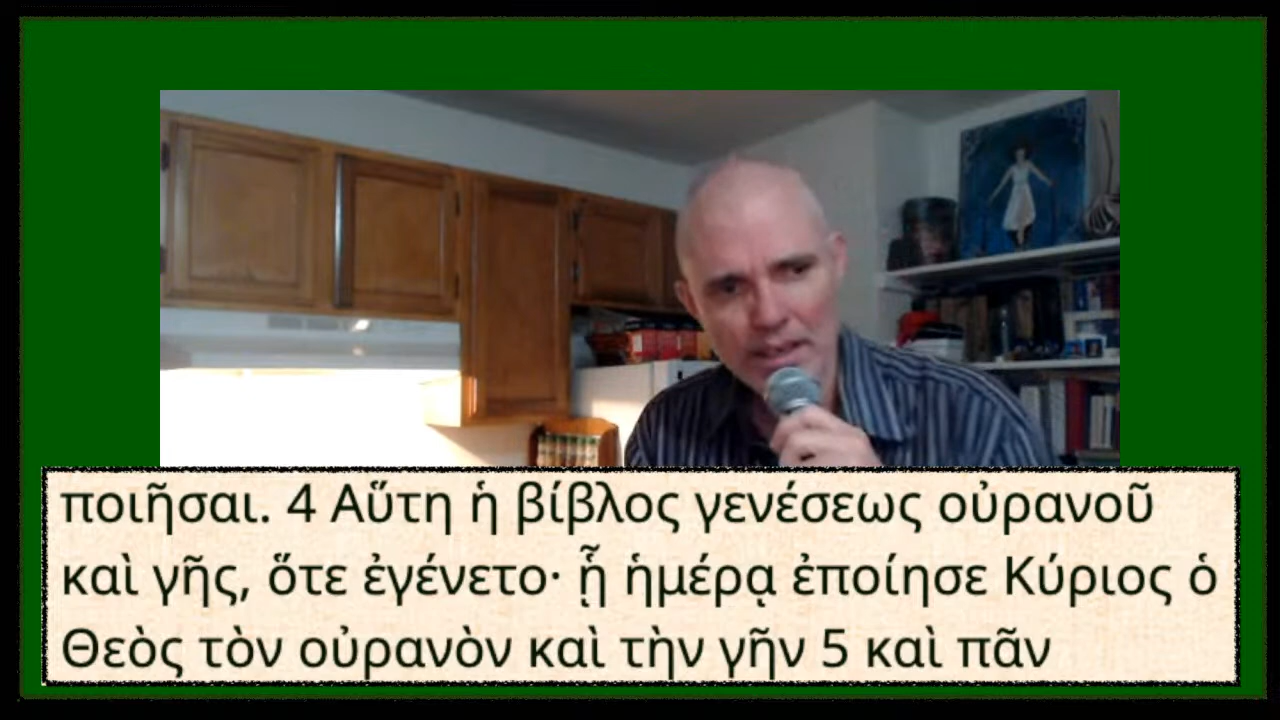 ποιῆσαι. 4 Αὕτη ἡ βίβλος γενέσεως οὐρανοῦ
καὶ γῆς, ὅτε ἐγένετο· ᾗ ἡμέρᾳ ἐποίησε Κύριος ὁ
Θεὸς τὸν οὐρανὸν καὶ τὴν γῆν 5 καὶ πᾶν